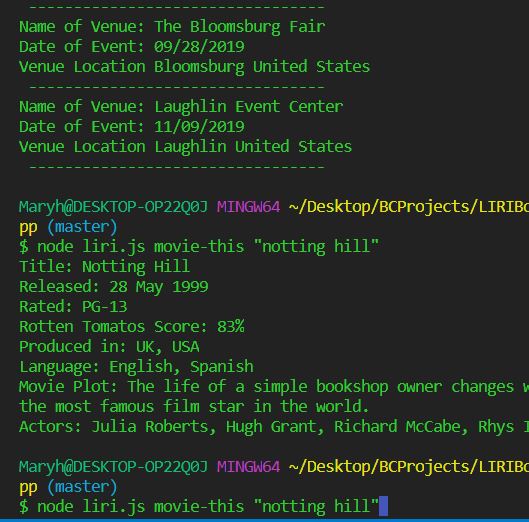 ---------------------------------
Name of Venue: The Bloomsburg Fair
Date of Event: 09/28/2019
Venue Location Bloomsburg United States
---------------------------------
Name of Venue: Laughlin Event Center
Date of Event: 11/09/2019
Venue Location Laughlin United States
---------------------------------
Maryh@DESKTOP-OP22Q0J MINGW64 ~/Desktop/BCProjects/LIRIBo
pp (master)
$ node liri.js movie-this "notting hill"
Title: Notting Hill
Released: 28 May 1999
Rated: PG-13
Rotten Tomatos Score: 83%
Produced in: UK, USA
Language: English, Spanish
Movie Plot: The life of a simple bookshop owner changes w
the most famous film star in the world.
Actors: Julia Roberts, Hugh Grant, Richard McCabe, Rhys I
Maryh@DESKTOP-OP22Q0J MINGW64 ~/Desktop/BCProjects/LIRIBo
pp (master)
$ node liri.js movie-this "notting hill"